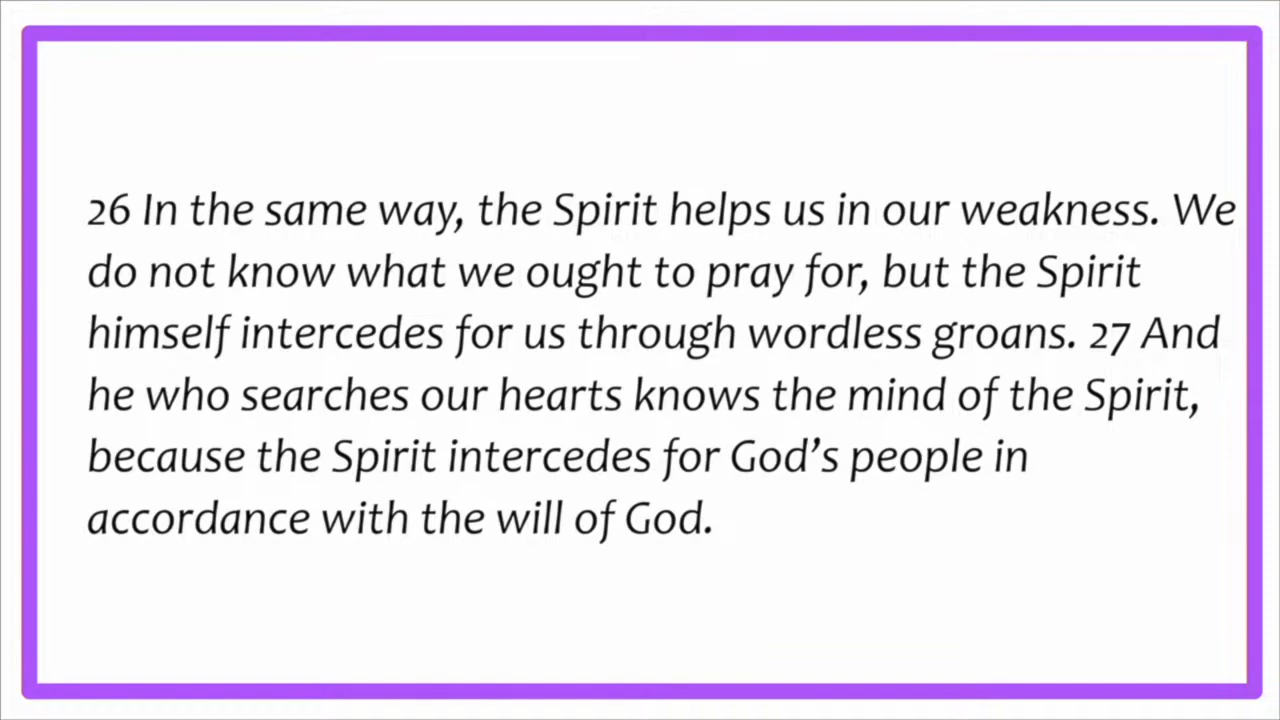 26 In the same way, the Spirit helps us in our weakness. We
do not know what we ought to pray for, but the Spirit
himself intercedes for us through wordless groans. 27 And
he who searches our hearts knows the mind of the Spirit,
because the Spirit intercedes for God’s people in
accordance with the will of God.